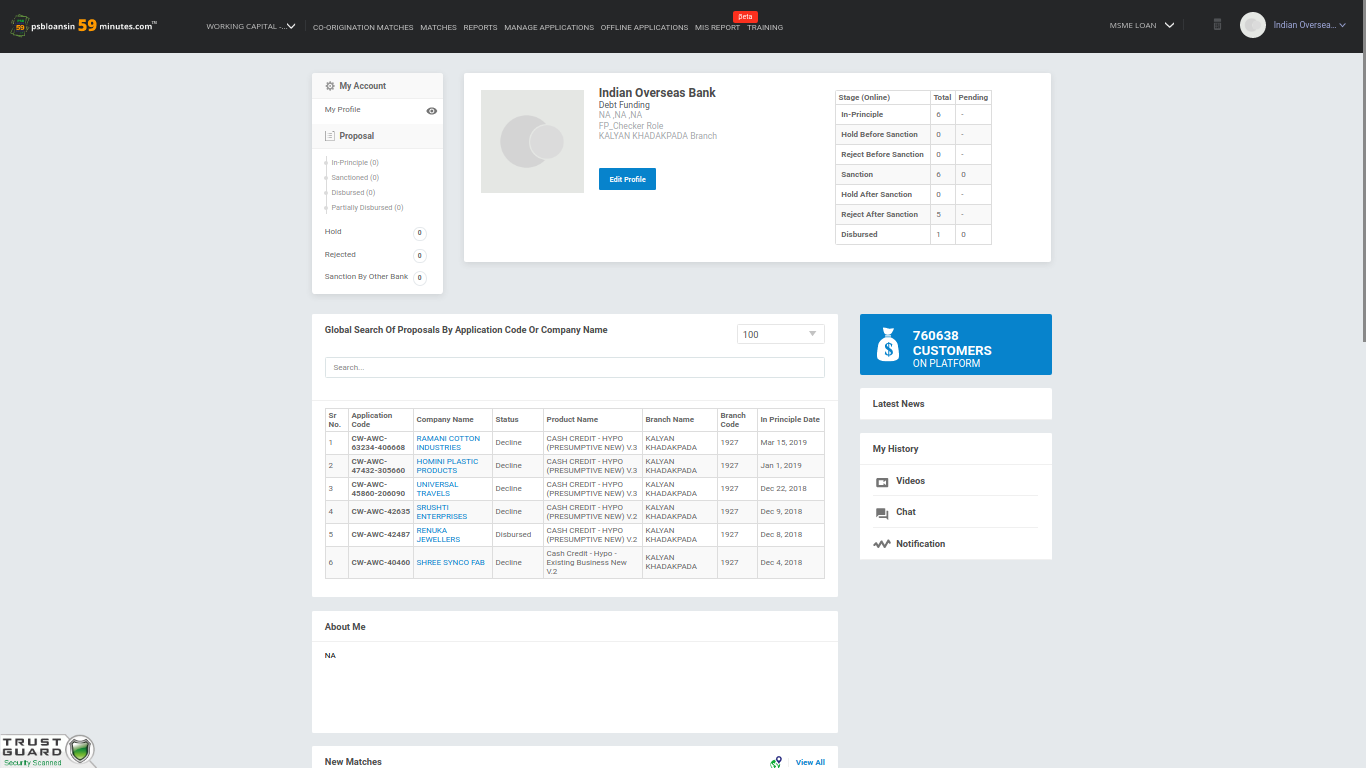 psbloansin 59 minutes.com™
WORKING CAPITAL -...
CO-ORIGINATION MATCHES
MATCHES
REPORTS
MANAGE APPLICATIONS
OFFLINE APPLICATIONS
MIS REPORT
Beta
TRAINING
MSME LOAN
Indian Oversea...
My Account
My Profile
Proposal
In-Principle (0)
Sanctioned (0)
Disbursed (0)
Partially Disbursed (0)
Hold 0
Rejected 0
Sanction By Other Bank 0
Indian Overseas Bank
Debt Funding
NA ,NA ,NA
FP_Checker Role
KALYAN KHADAKPADA Branch
Edit Profile
Stage (Online) Total Pending
In-Principle 6 -
Hold Before Sanction 0 -
Reject Before Sanction 0 -
Sanction 6 0
Hold After Sanction 0 -
Reject After Sanction 5 -
Disbursed 1 0
Global Search Of Proposals By Application Code Or Company Name
100
Search...
Sr No. Application Code Company Name Status Product Name Branch Name Branch Code In Principle Date
1 CW-AWC-63234-406668 RAMANI COTTON INDUSTRIES Decline CASH CREDIT - HYPO (PRESUMPTIVE NEW) V.3 KALYAN KHADAKPADA 1927 Mar 15, 2019
2 CW-AWC-47432-305660 HOMINI PLASTIC PRODUCTS Decline CASH CREDIT - HYPO (PRESUMPTIVE NEW) V.3 KALYAN KHADAKPADA 1927 Jan 1, 2019
3 CW-AWC-45860-206090 UNIVERSAL TRAVELS Decline CASH CREDIT - HYPO (PRESUMPTIVE NEW) V.3 KALYAN KHADAKPADA 1927 Dec 22, 2018
4 CW-AWC-42635 SRUSHTI ENTERPRISES Decline CASH CREDIT - HYPO (PRESUMPTIVE NEW) V.2 KALYAN KHADAKPADA 1927 Dec 9, 2018
5 CW-AWC-42487 RENUKA JEWELLERS Disbursed CASH CREDIT - HYPO (PRESUMPTIVE NEW) V.2 KALYAN KHADAKPADA 1927 Dec 8, 2018
6 CW-AWC-40460 SHREE SYNCO FAB Decline Cash Credit - Hypo - Existing Business New V.2 KALYAN KHADAKPADA 1927 Dec 4, 2018
760638
CUSTOMERS
ON PLATFORM
Latest News
My History
Videos
Chat
Notification
About Me
NA
New Matches
View All
TRUST
GUARD
Security Scanned